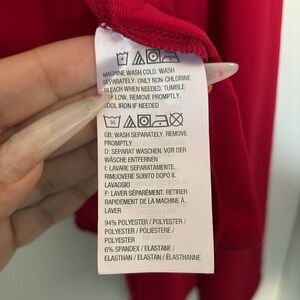 MACHINE WASH COLD. WASH
SEPARATELY. ONLY NON-CHLORINE
BLEACH WHEN NEEDED. TUMBLE
LOW, REMOVE PROMPTLY.
IRON IF NEEDED
30
GB: WASH SEPARATELY. REMOVE
PROMPTLY
D: SEPARAT WASCHEN. VOR DER
WÄSCHE ENTFERNEN
I: LAVARE SEPARATAMENTE.
RIMUOVERE SUBITO DOPO IL
LAVAGGIO
F: LAVER SÉPARÉMENT. RETIRER
RAPIDEMENT DE LA MACHINE À
LAVER
94% POLYESTER / POLYESTER /
POLIESTERE / POLYESTER /
POLYESTER
6% SPANDEX / ELASTANE /
ELASTHAN / ELASTAN / ÉLASTHANNE